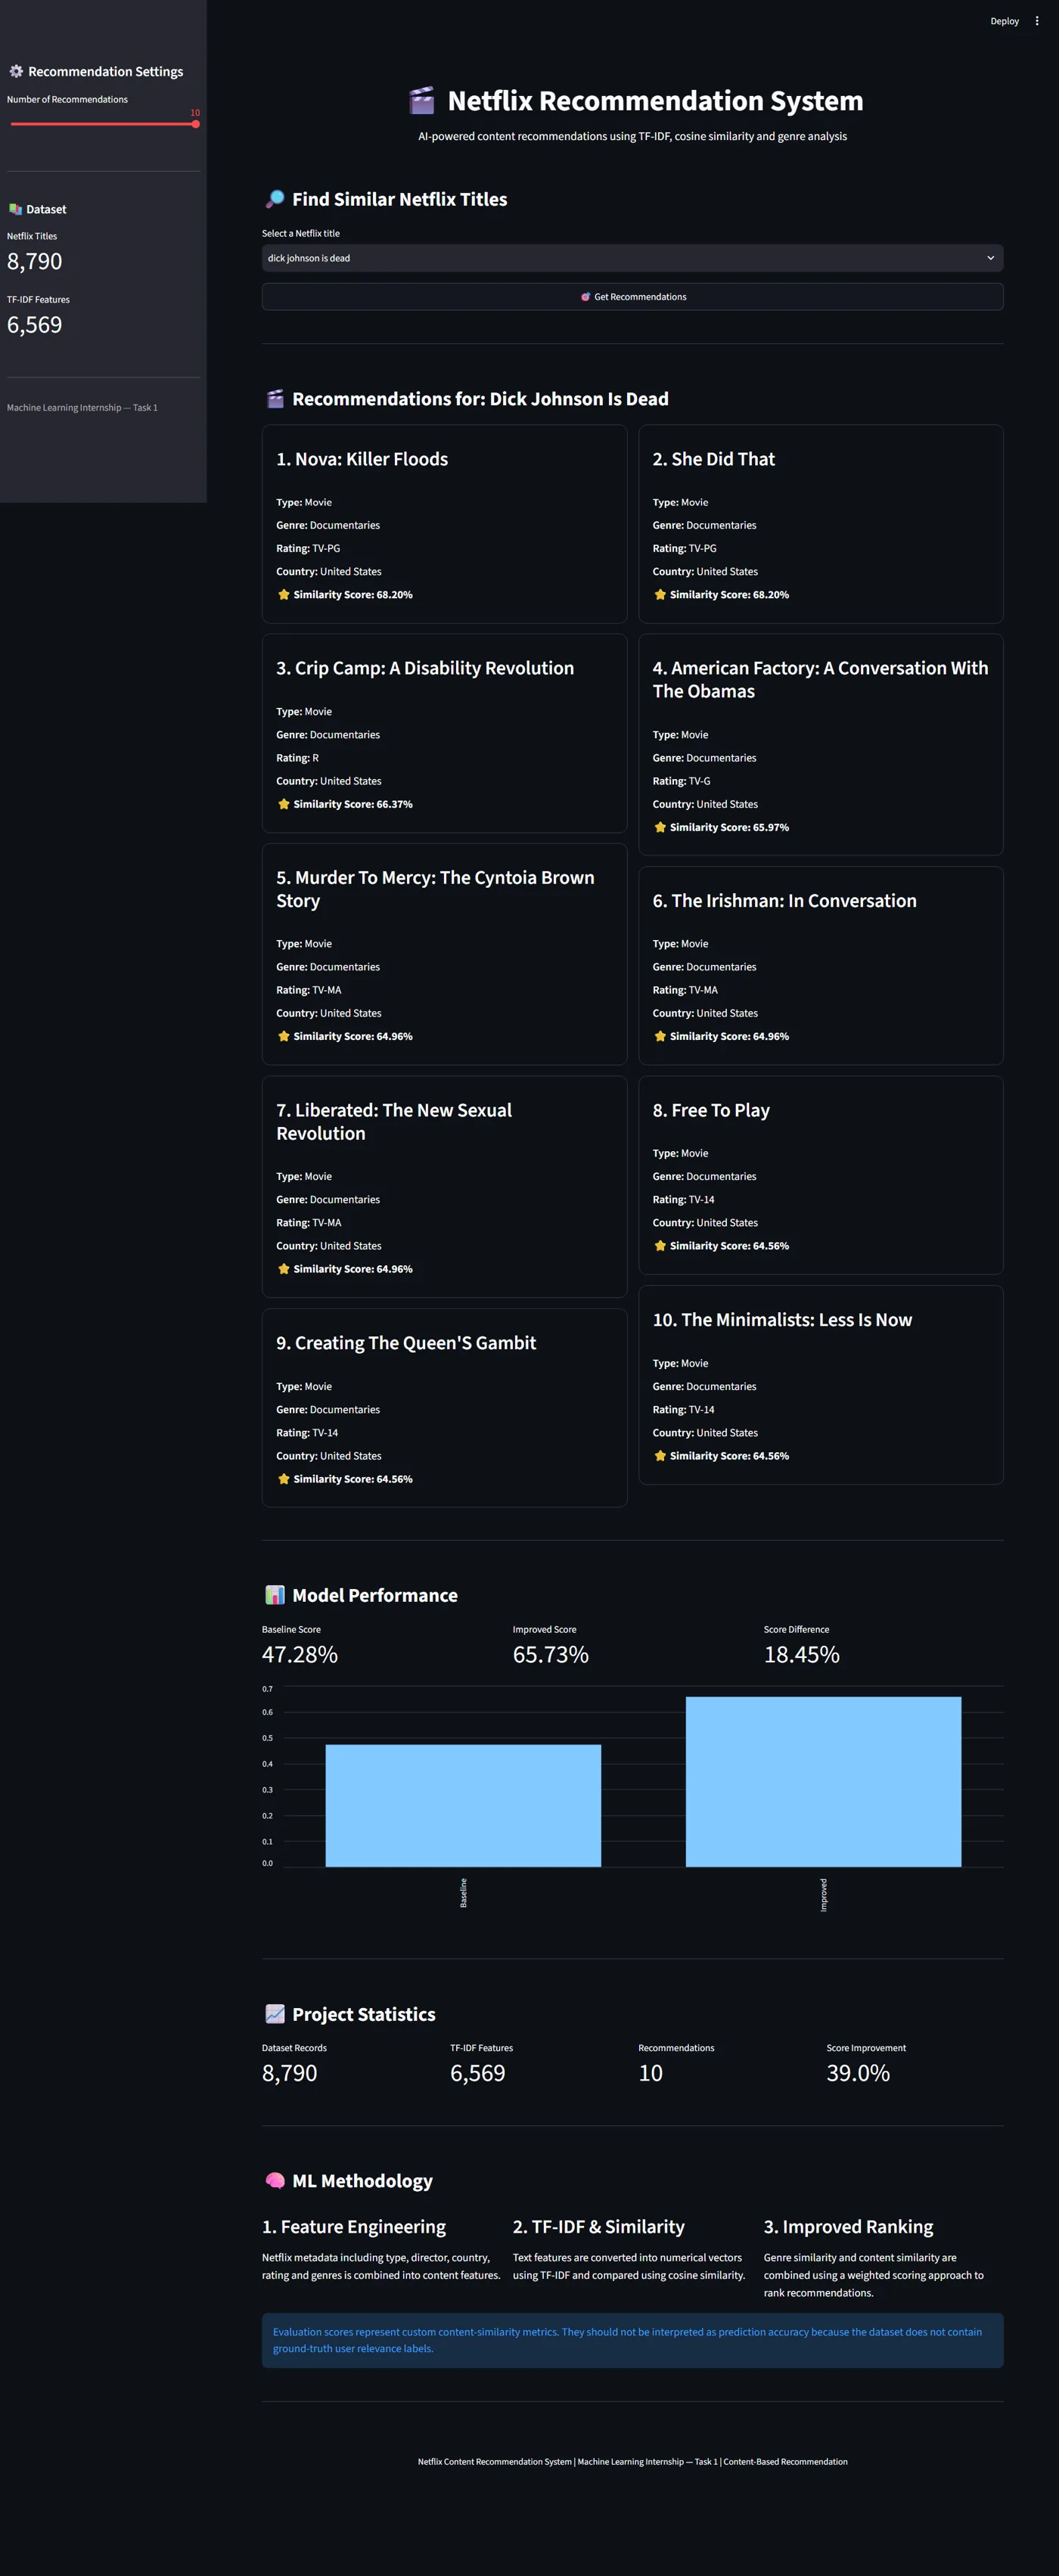 Deploy
Recommendation Settings
Number of Recommendations
10
Dataset
Netflix Titles
8,790
TF-IDF Features
6,569
Machine Learning Internship — Task 1
Netflix Recommendation System
AI-powered content recommendations using TF-IDF, cosine similarity and genre analysis
Find Similar Netflix Titles
Select a Netflix title
dick johnson is dead
Get Recommendations
Recommendations for: Dick Johnson Is Dead
1. Nova: Killer Floods
Type: Movie
Genre: Documentaries
Rating: TV-PG
Country: United States
Similarity Score: 68.20%
2. She Did That
Type: Movie
Genre: Documentaries
Rating: TV-PG
Country: United States
Similarity Score: 68.20%
3. Crip Camp: A Disability Revolution
Type: Movie
Genre: Documentaries
Rating: R
Country: United States
Similarity Score: 66.37%
4. American Factory: A Conversation With
The Obamas
Type: Movie
Genre: Documentaries
Rating: TV-G
Country: United States
Similarity Score: 65.97%
5. Murder To Mercy: The Cyntoia Brown
Story
Type: Movie
Genre: Documentaries
Rating: TV-MA
Country: United States
Similarity Score: 64.96%
6. The Irishman: In Conversation
Type: Movie
Genre: Documentaries
Rating: TV-MA
Country: United States
Similarity Score: 64.96%
7. Liberated: The New Sexual
Revolution
Type: Movie
Genre: Documentaries
Rating: TV-MA
Country: United States
Similarity Score: 64.96%
8. Free To Play
Type: Movie
Genre: Documentaries
Rating: TV-14
Country: United States
Similarity Score: 64.56%
9. Creating The Queen'S Gambit
Type: Movie
Genre: Documentaries
Rating: TV-14
Country: United States
Similarity Score: 64.56%
10. The Minimalists: Less Is Now
Type: Movie
Genre: Documentaries
Rating: TV-14
Country: United States
Similarity Score: 64.56%
Model Performance
Baseline Score
47.28%
Improved Score
65.73%
Score Difference
18.45%
0.7
0.6
0.5
0.4
0.3
0.2
0.1
0.0
Baseline
Improved
Project Statistics
Dataset Records
8,790
TF-IDF Features
6,569
Recommendations
10
Score Improvement
39.0%
ML Methodology
1. Feature Engineering
Netflix metadata including type, director, country,
rating and genres is combined into content features.
2. TF-IDF & Similarity
Text features are converted into numerical vectors
using TF-IDF and compared using cosine similarity.
3. Improved Ranking
Genre similarity and content similarity are
combined using a weighted scoring approach to
rank recommendations.
Evaluation scores represent custom content-similarity metrics. They should not be interpreted as prediction accuracy because the dataset does not contain
ground-truth user relevance labels.
Netflix Content Recommendation System | Machine Learning Internship — Task 1 | Content-Based Recommendation